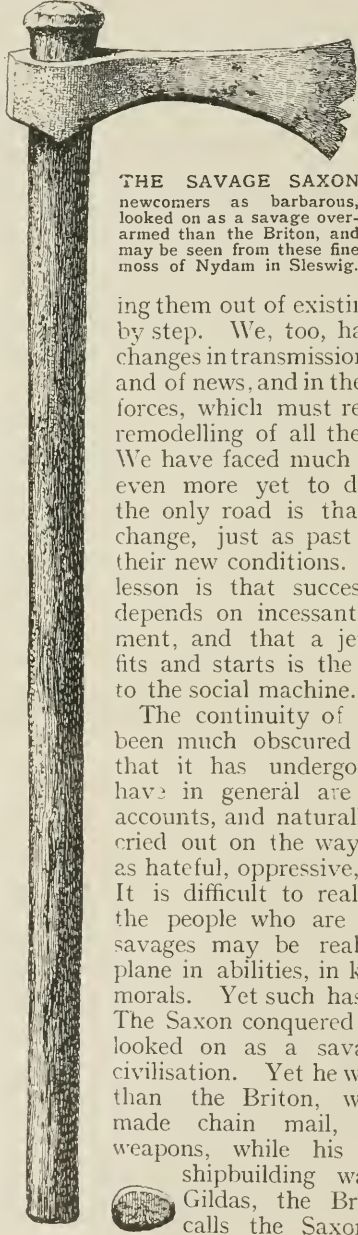 THE SAVAGE SAXON
newcomers as barbarous,
looked on as a savage over-
armed than the Briton, and
may be seen from these fine
moss of Nydam in Sleswig.
ing them out of existin
by step. We, too, ha
changes in transmission
and of news, and in the
forces, which must re
remodelling of all the
We have faced much
even more yet to d
the only road is tha
change, just as past
their new conditions.
lesson is that succes
depends on incessant
ment, and that a je
fits and starts is the
to the social machine.
The continuity of
been much obscured
that it has undergo
have in general are
accounts, and natural
cried out on the way
as hateful, oppressive,
It is difficult to real
the people who are
savages may be real
plane in abilities, in k
morals. Yet such has
The Saxon conquered
looked on as a sava
civilisation. Yet he w
than the Briton, w
made chain mail,
weapons, while his
shipbuilding wa
Gildas, the Br
calls the Saxon